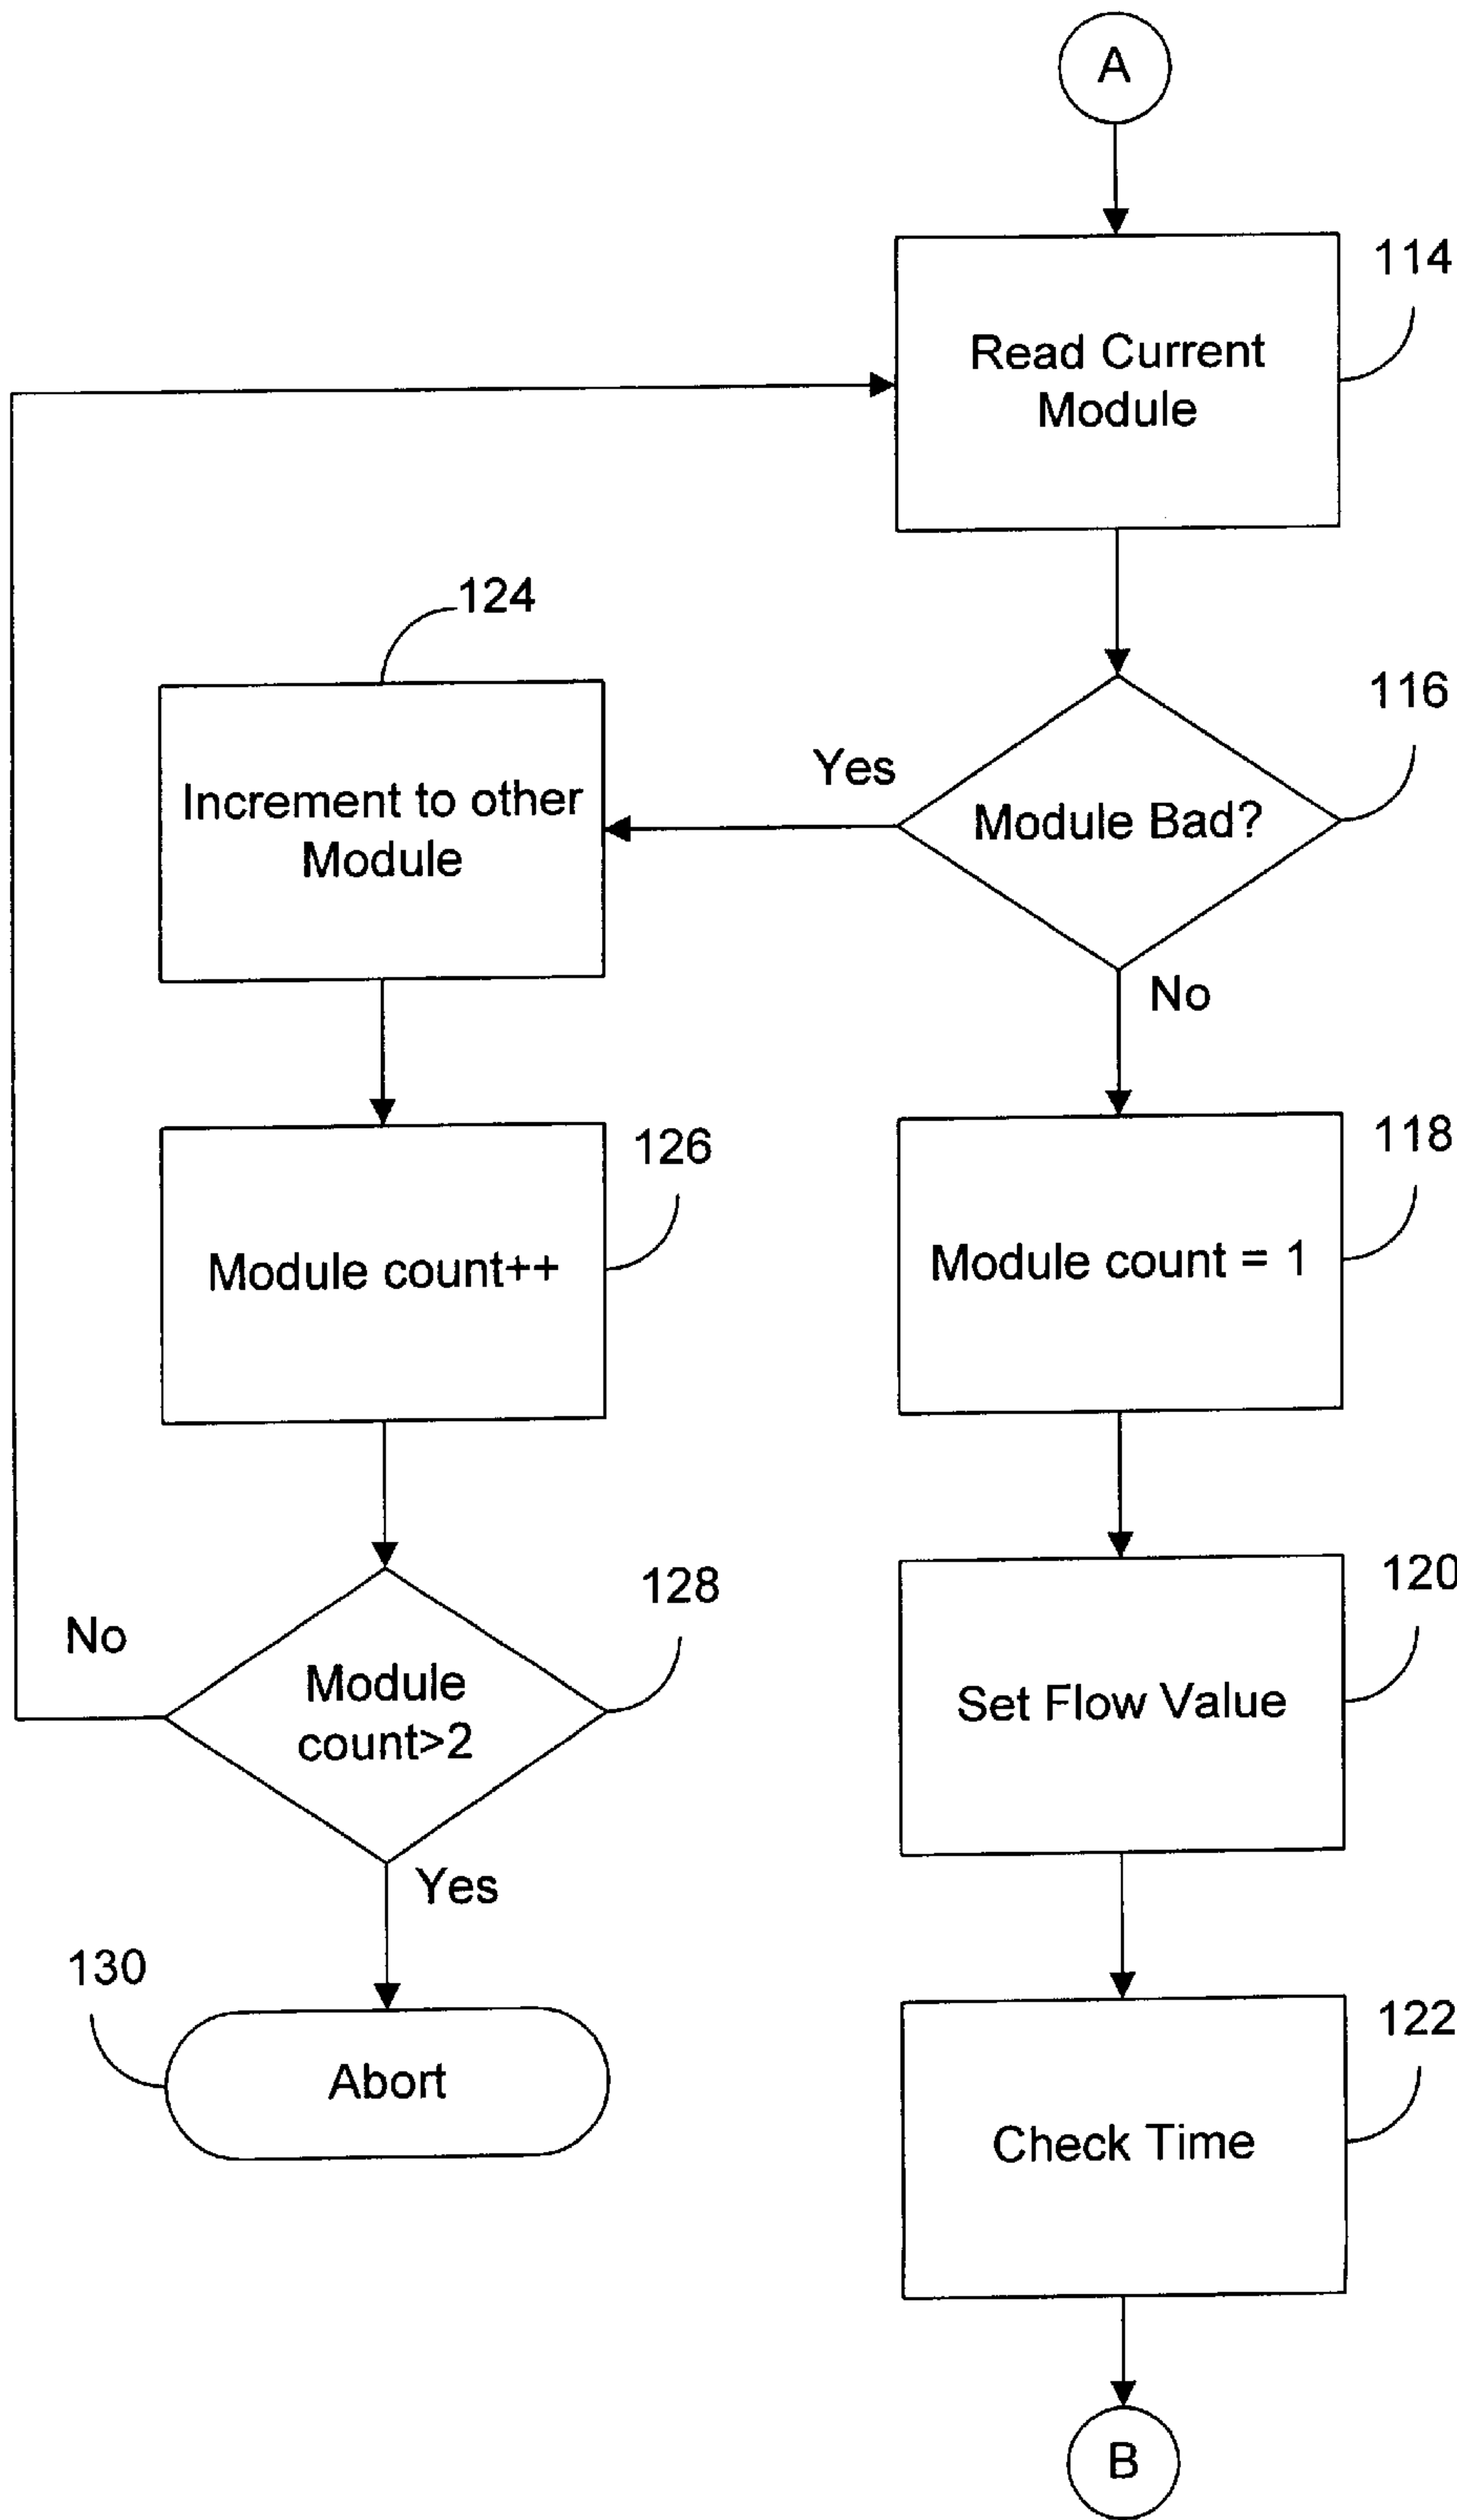 A
114
Read Current
Module
124
116
Yes
Increment to other
Module
Module Bad?
No
126
118
Module count++
Module count = 1
128
120
No
Module
count>2
Set Flow Value
Yes
130
122
Abort
Check Time
B